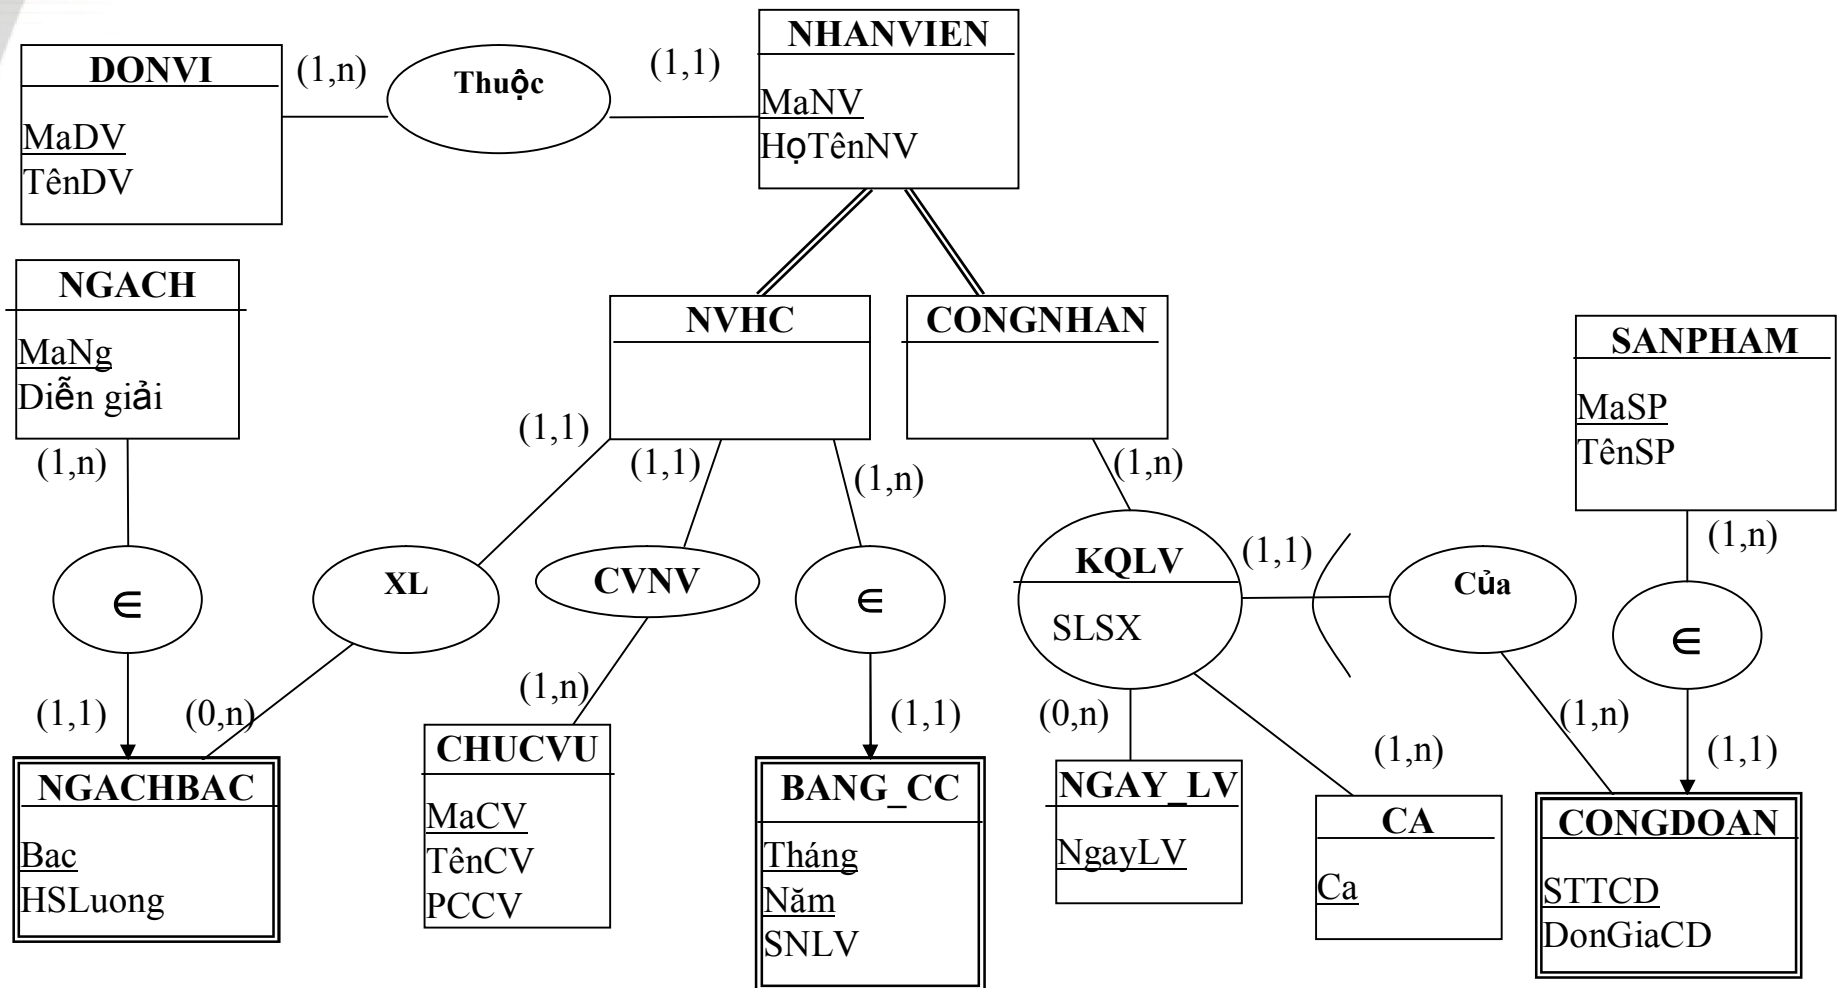 NHANVIEN
MaNV
HọTênNV
(1,1)
Thuộc
(1,n)
DONVI
MaDV
TênDV
NGACH
MaNg
Diễn giải
(1,n)
∈
(1,1)
NGACHBAC
Bac
HSLuong
(0,n)
XL
(1,1)
NVHC
(1,1)
CVNV
(1,n)
CHUCVU
MaCV
TênCV
PCCV
(1,n)
∈
(1,1)
BANG_CC
Tháng
Năm
SNLV
CONGNHAN
(1,n)
KQLV
SLSX
(0,n)
NGAY_LV
NgayLV
(1,n)
CA
Ca
(1,1)
Của
(1,n)
SANPHAM
MaSP
TênSP
(1,n)
∈
(1,1)
CONGDOAN
STTCD
DonGiaCD